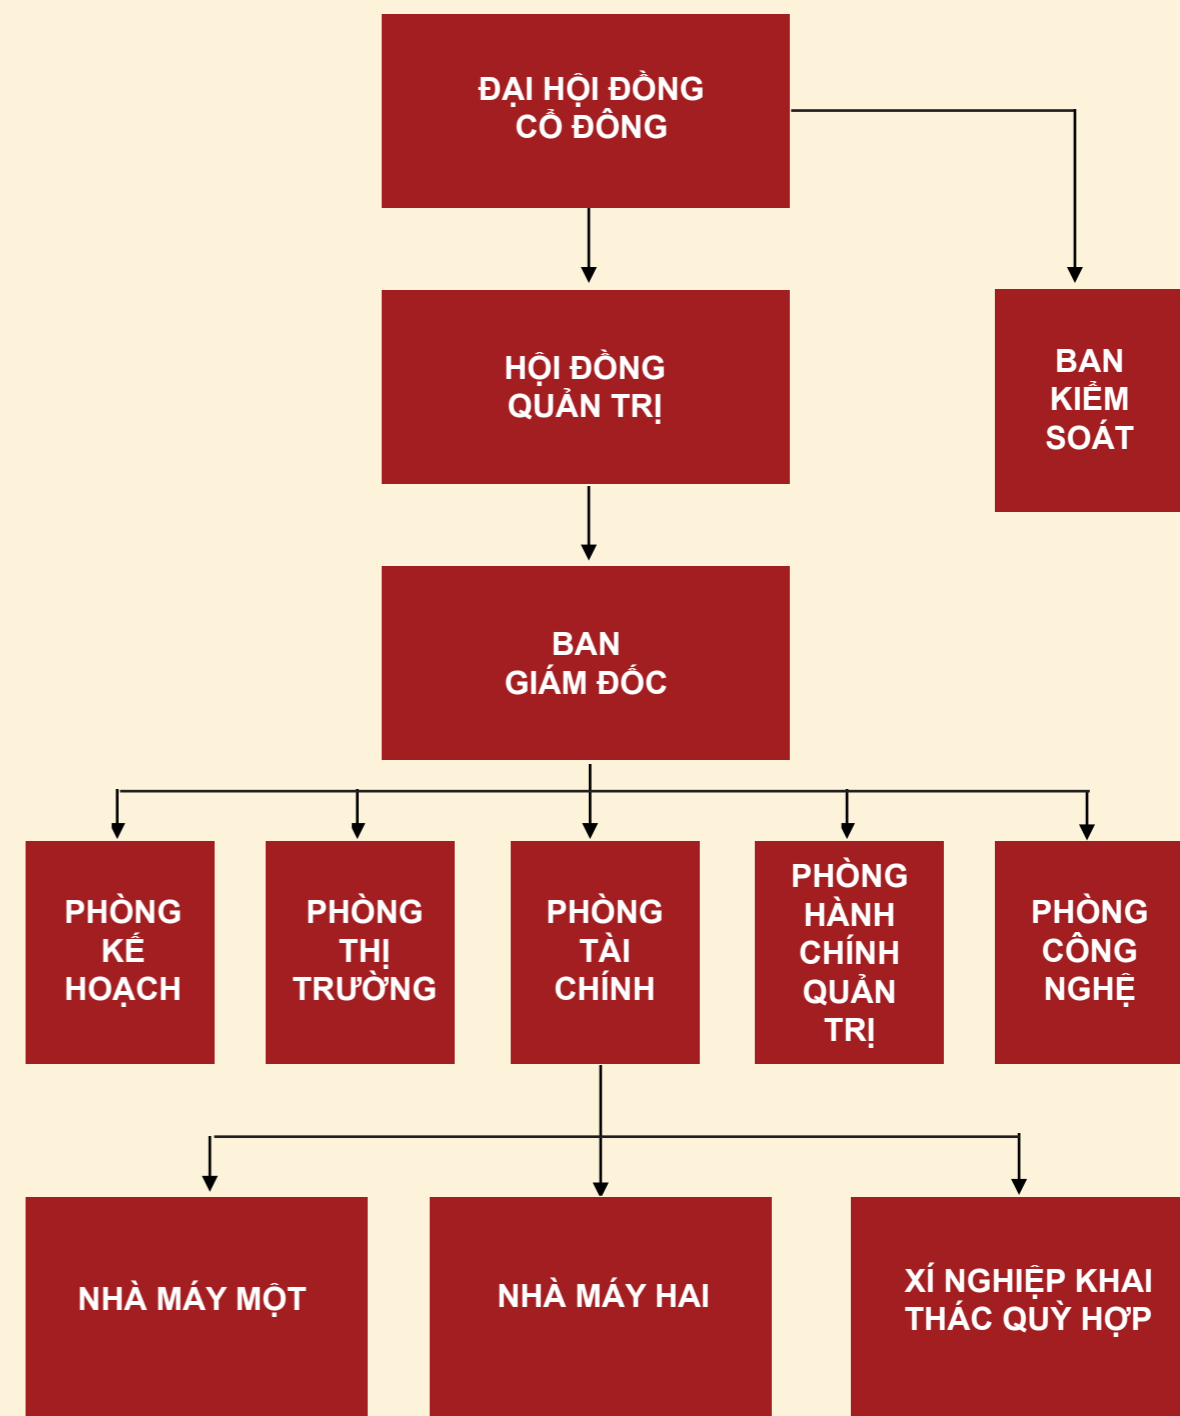 ĐẠI HỘI ĐỒNG
CỔ ĐÔNG
HỘI ĐỒNG
QUẢN TRỊ
BAN
KIỂM
SOÁT
BAN
GIÁM ĐỐC
PHÒNG
KẾ
HOẠCH
PHÒNG
THỊ
TRƯỜNG
PHÒNG
TÀI
CHÍNH
PHÒNG
HÀNH
CHÍNH
QUẢN
TRỊ
PHÒNG
CÔNG
NGHỆ
NHÀ MÁY MỘT
NHÀ MÁY HAI
XÍ NGHIỆP KHAI
THÁC QUỲ HỢP